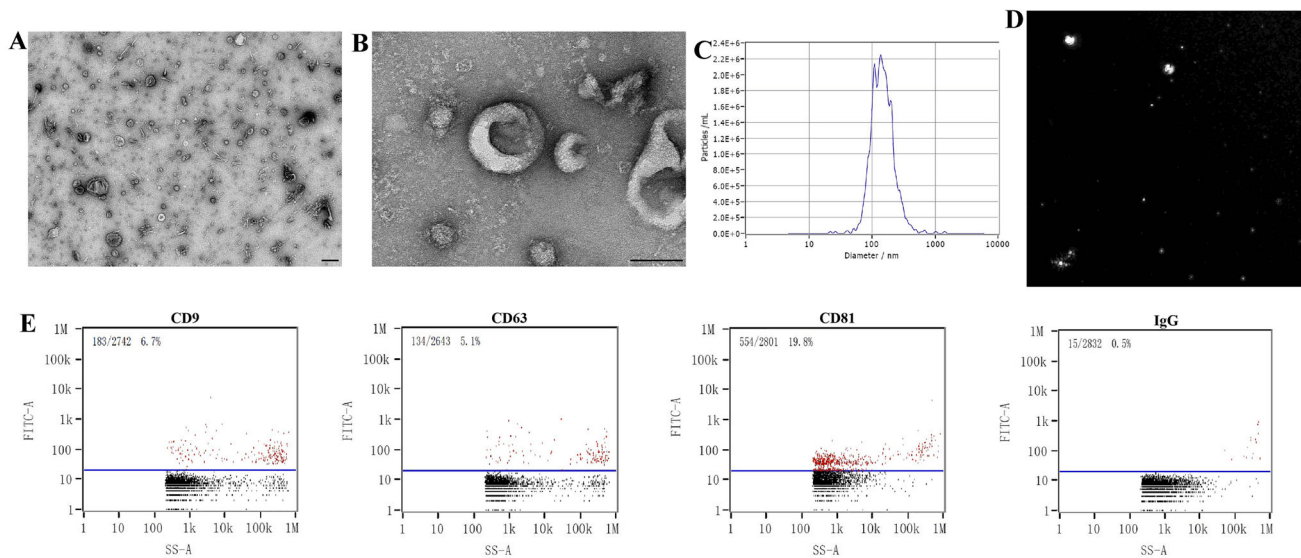 A
B
C
D
2.4E+6
2.2E+6
2.0E+6
1.8E+6
1.6E+6
1.4E+6
1.2E+6
1.0E+6
8.0E+5
6.0E+5
4.0E+5
2.0E+5
0.0E+0
Particles /mL
1 10 100 1000 10000
Diameter / nm
E
CD9
183/2742 6.7%
1M
100k
10k
1k
100
10
1
FITC-A
1 10 100 1k 10k 100k 1M
SS-A
CD63
134/2643 5.1%
1M
100k
10k
1k
100
10
1
FITC-A
1 10 100 1k 10k 100k 1M
SS-A
CD81
554/2801 19.8%
1M
100k
10k
1k
100
10
1
FITC-A
1 10 100 1k 10k 100k 1M
SS-A
IgG
15/2832 0.5%
1M
100k
10k
1k
100
10
1
FITC-A
1 10 100 1k 10k 100k 1M
SS-A